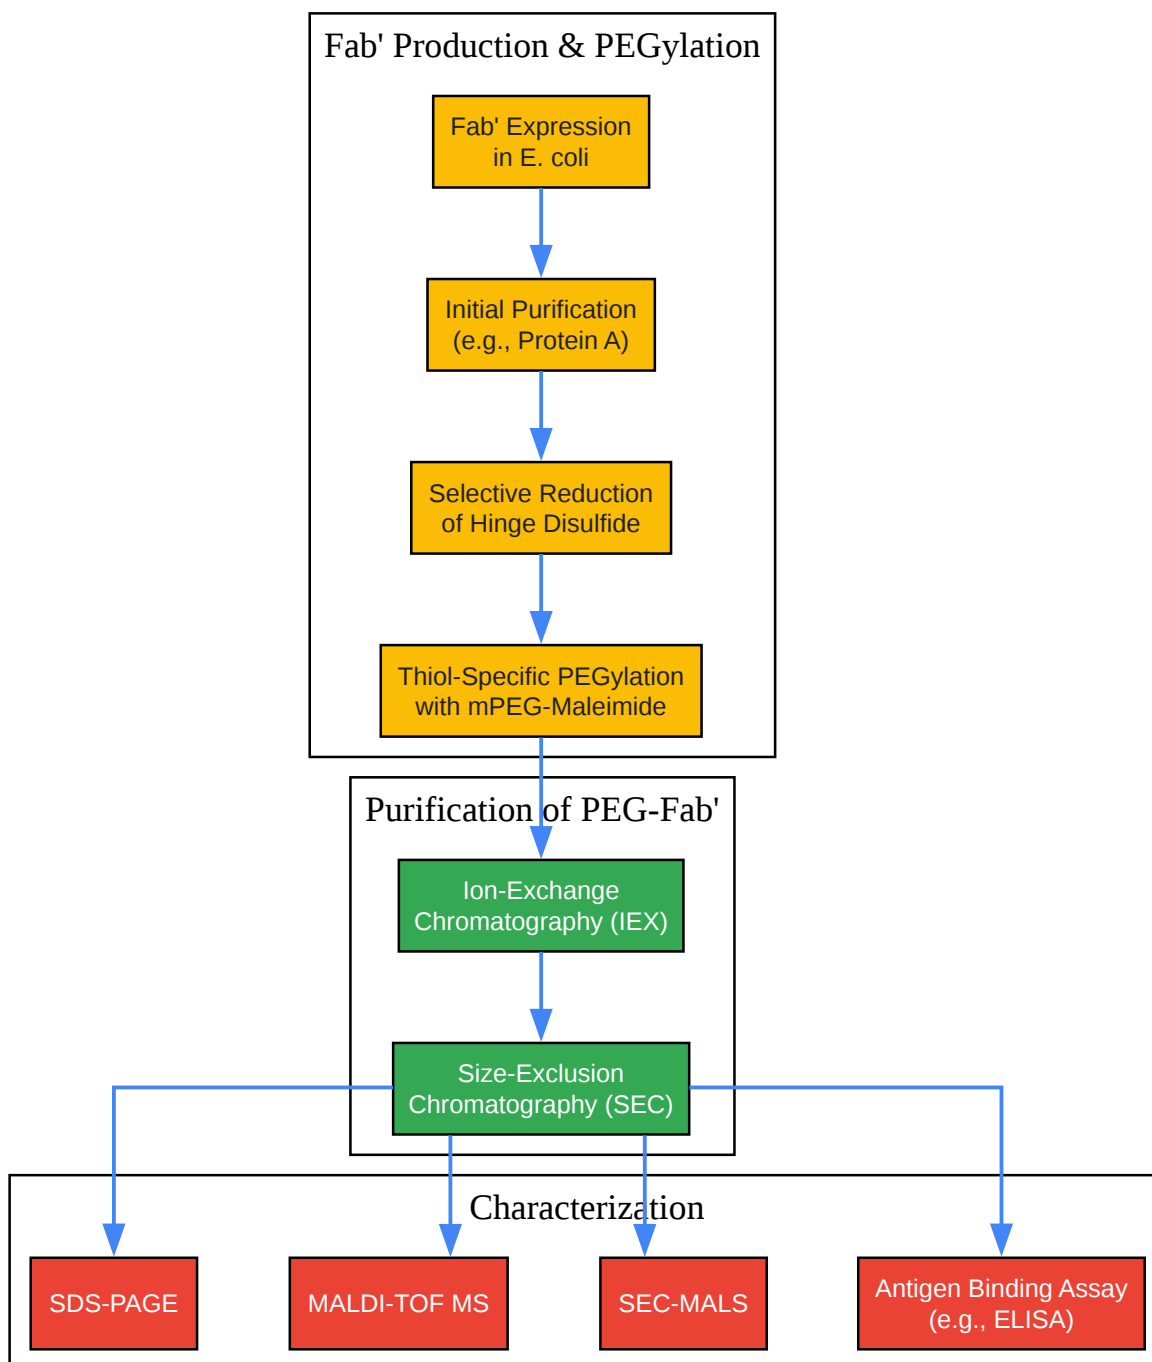 Fab' Production & PEGylation
Fab' Expression
in E. coli
Initial Purification
(e.g., Protein A)
Selective Reduction
of Hinge Disulfide
Thiol-Specific PEGylation
with mPEG-Maleimide
Purification of PEG-Fab'
Ion-Exchange
Chromatography (IEX)
Size-Exclusion
Chromatography (SEC)
Characterization
SDS-PAGE
MALDI-TOF MS
SEC-MALS
Antigen Binding Assay
(e.g., ELISA)